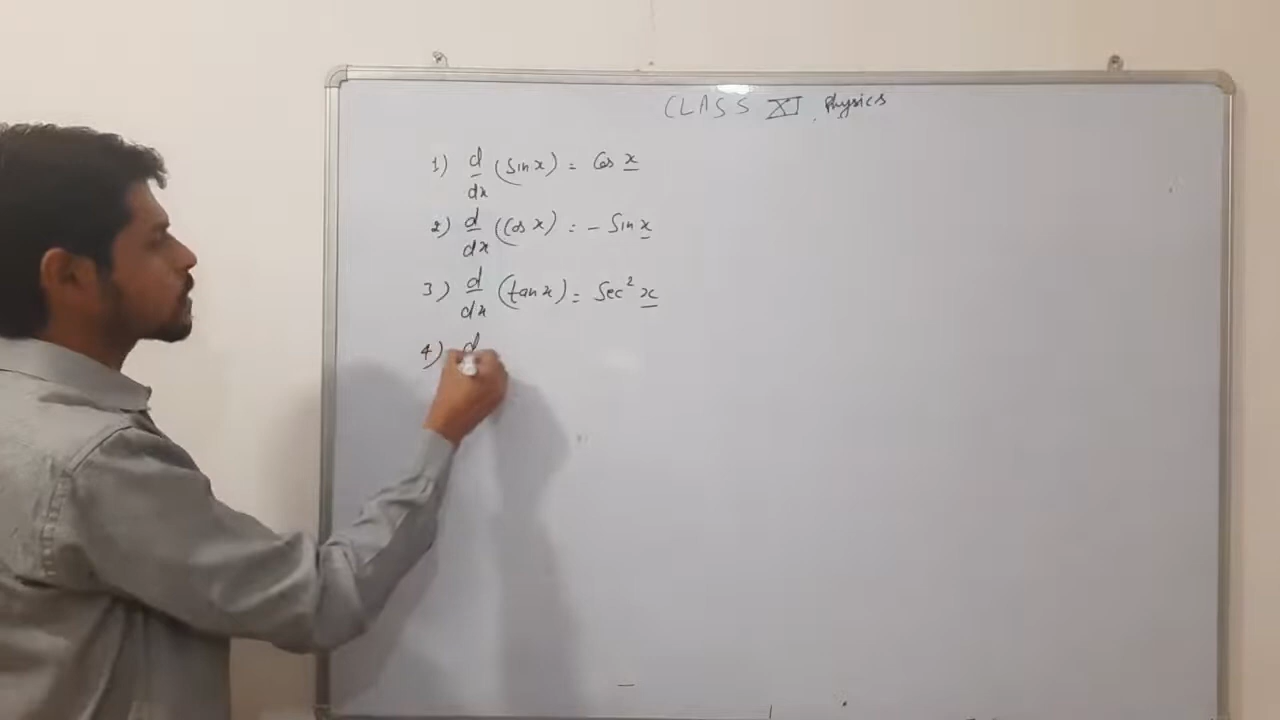 CLASS XI, Physics
1) d/dx (Sin x) = Cos x
2) d/dx (Cos x) = - Sin x
3) d/dx (tan x) = Sec² x
4) d